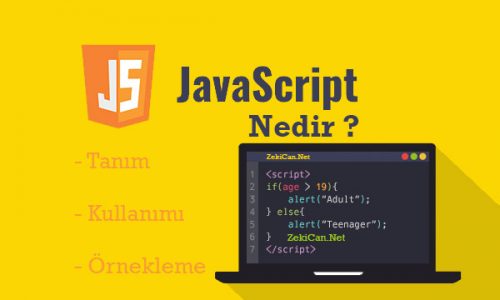 JS
JavaScript
Nedir ?
- Tanım
- Kullanımı
- Örnekleme
ZekiCan.Net
1 <script>
2 if(age > 19){
3 alert("Adult");
4 } else{
5 alert("Teenager");
6 } ZekiCan.Net
7 </script>